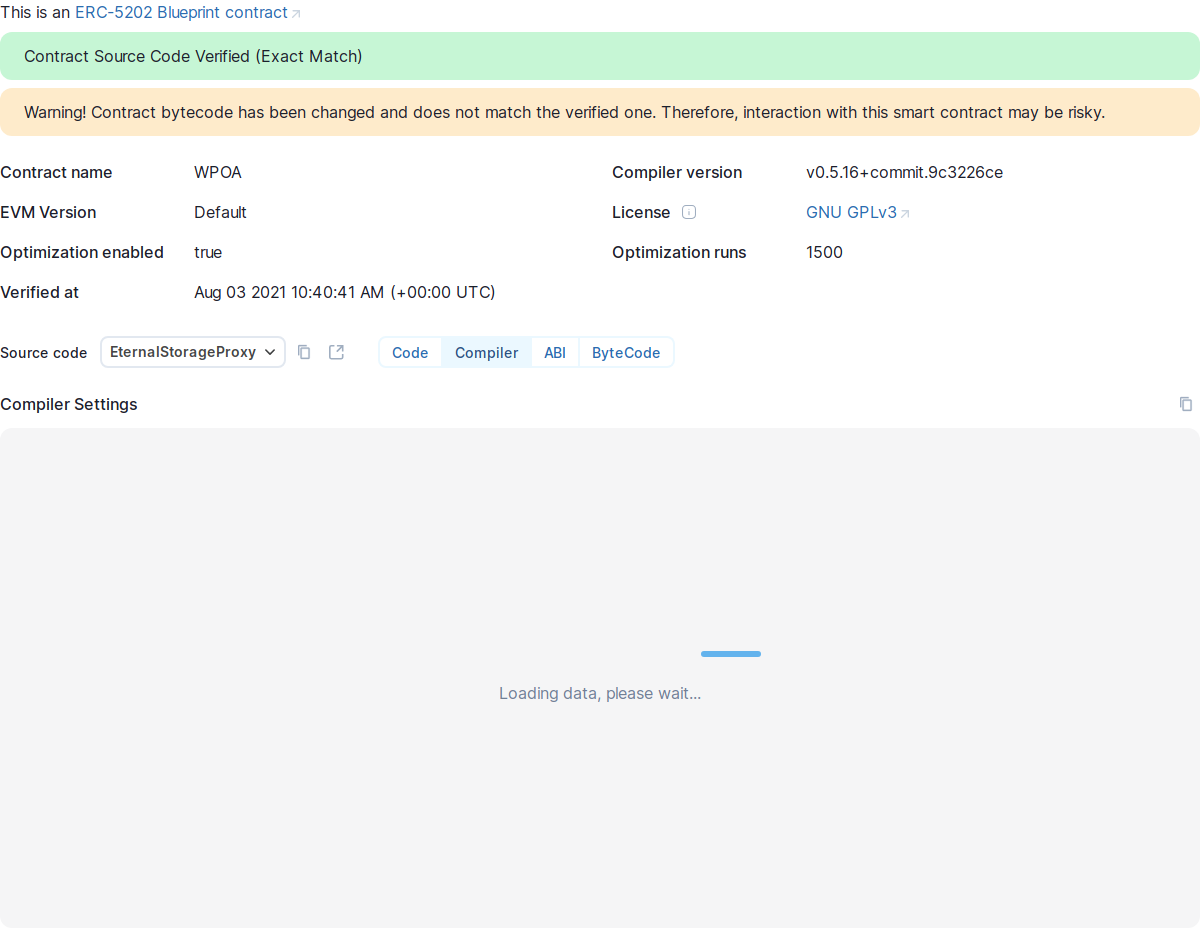 This is an ERC-5202 Blueprint contract
Contract Source Code Verified (Exact Match)
Warning! Contract bytecode has been changed and does not match the verified one. Therefore, interaction with this smart contract may be risky.
Contract name WPOA Compiler version v0.5.16+commit.9c3226ce
EVM Version Default License GNU GPLv3
Optimization enabled true Optimization runs 1500
Verified at Aug 03 2021 10:40:41 AM (+00:00 UTC)
Source code EternalStorageProxy Code Compiler ABI ByteCode
Compiler Settings
Loading data, please wait...